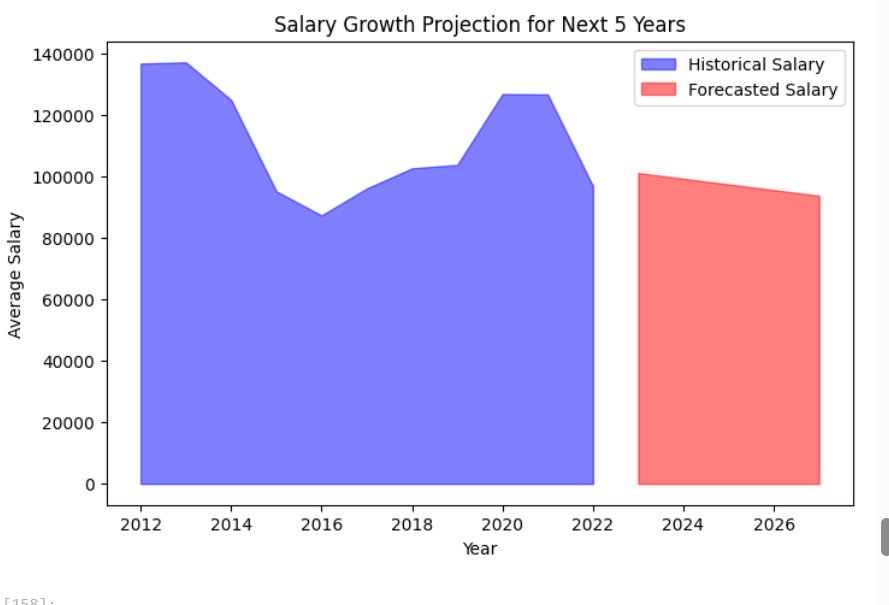 Salary Growth Projection for Next 5 Years
140000
120000
100000
80000
60000
40000
20000
0
Average Salary
Historical Salary
Forecasted Salary
2012 2014 2016 2018 2020 2022 2024 2026
Year
[158]: